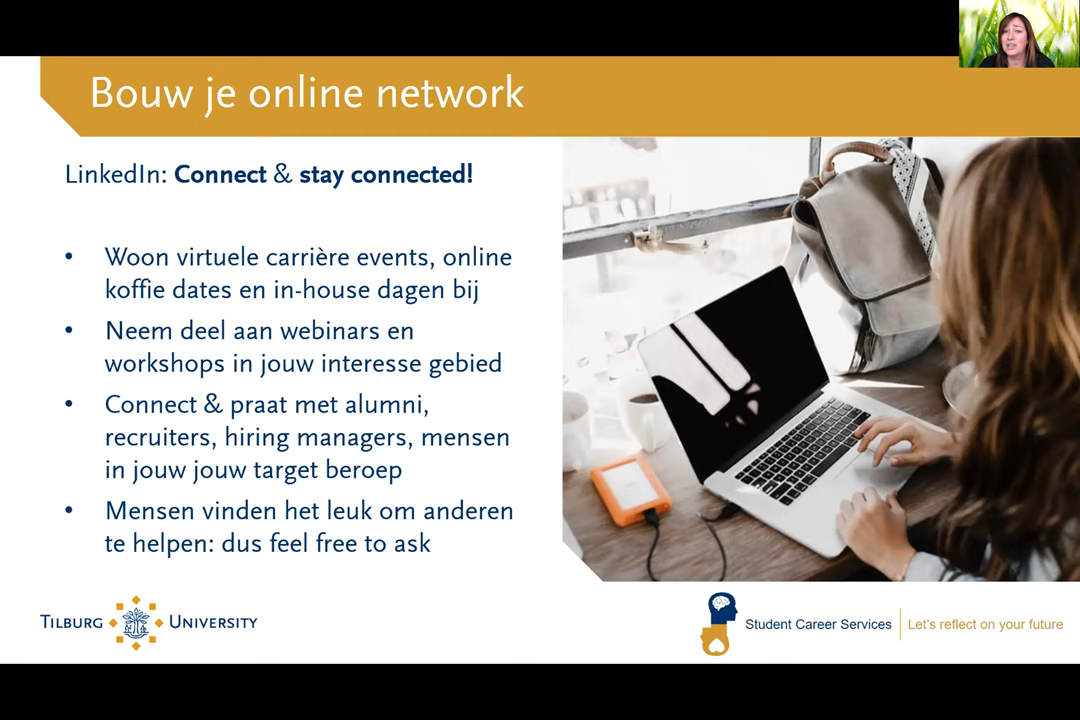 Bouw je online network
LinkedIn: Connect & stay connected!
• Woon virtuele carrière events, online
koffie dates en in-house dagen bij
• Neem deel aan webinars en
workshops in jouw interesse gebied
• Connect & praat met alumni,
recruiters, hiring managers, mensen
in jouw jouw target beroep
• Mensen vinden het leuk om anderen
te helpen: dus feel free to ask
TILBURG UNIVERSITY
Student Career Services | Let's reflect on your future